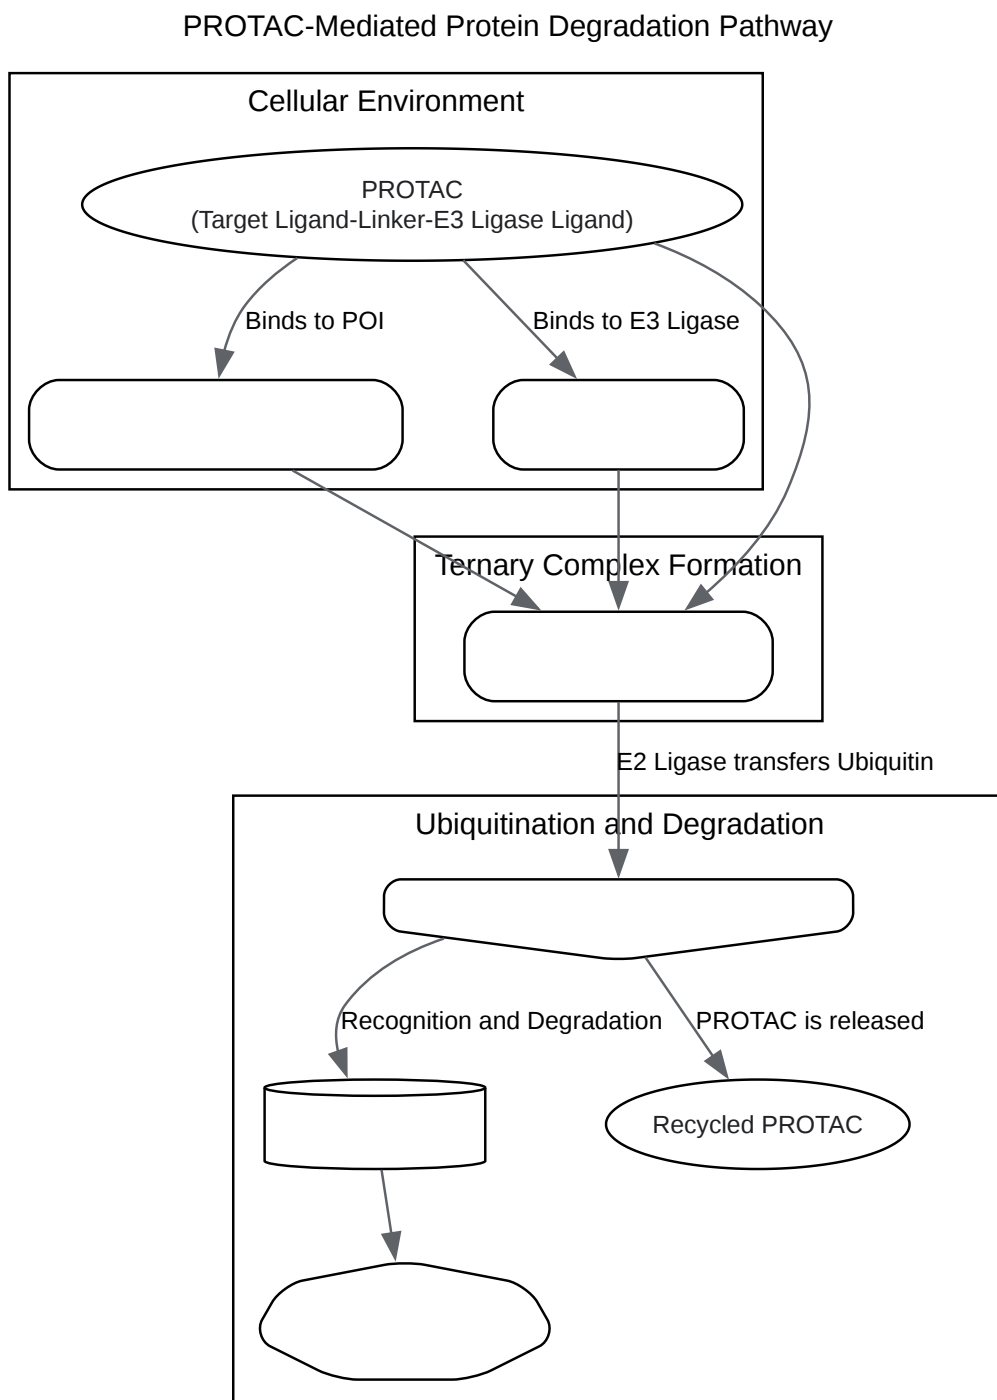 PROTAC-Mediated Protein Degradation Pathway
Cellular Environment
PROTAC
(Target Ligand-Linker-E3 Ligase Ligand)
Binds to POI
Binds to E3 Ligase
Ternary Complex Formation
E2 Ligase transfers Ubiquitin
Ubiquitination and Degradation
Recognition and Degradation
PROTAC is released
Recycled PROTAC